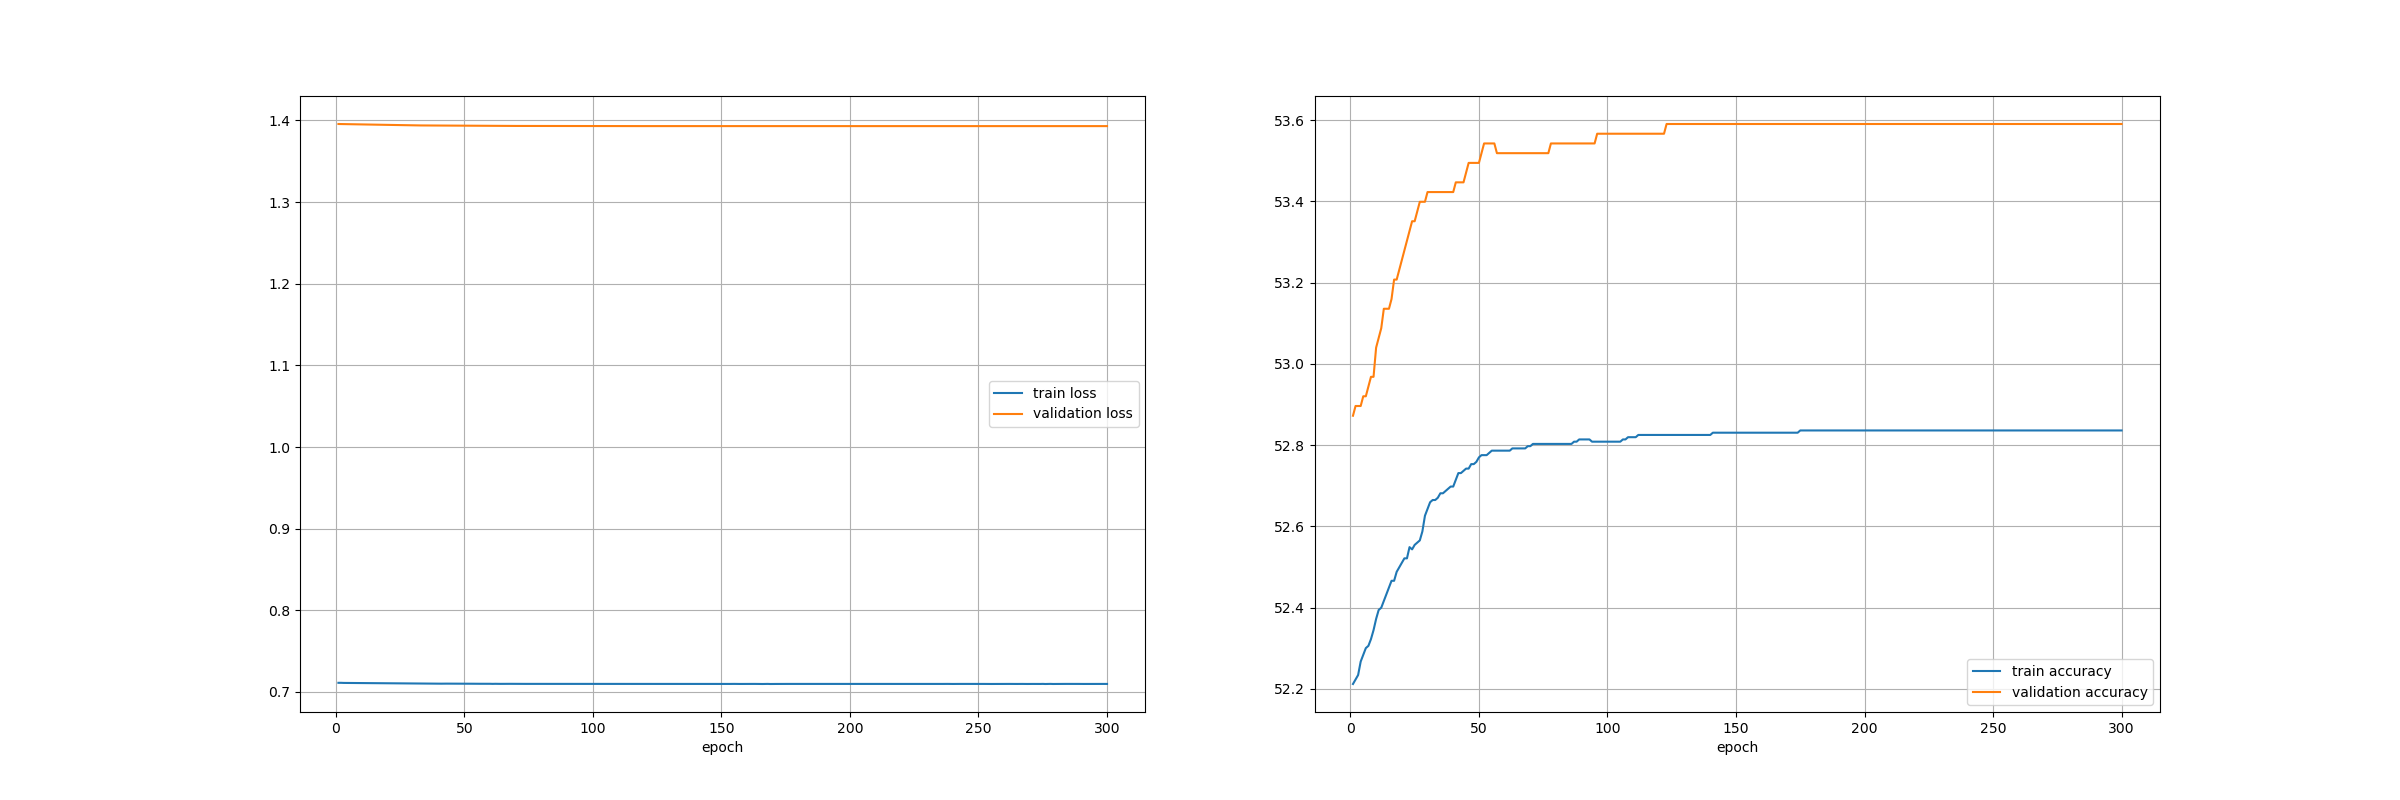 1.4
1.3
1.2
1.1
1.0
0.9
0.8
0.7
0 50 100 150 200 250 300
epoch
train loss
validation loss
53.6
53.4
53.2
53.0
52.8
52.6
52.4
52.2
0 50 100 150 200 250 300
epoch
train accuracy
validation accuracy